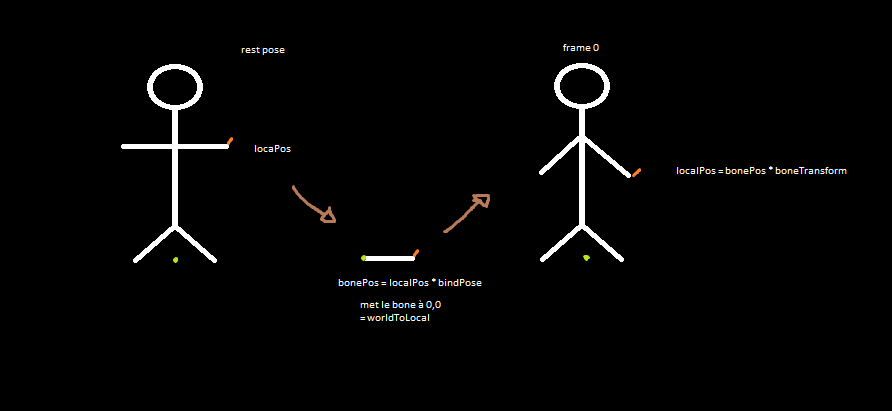 rest pose
frame 0
locaPos
localPos = bonePos * boneTransform
bonePos = localPos * bindPose
met le bone à 0,0
= worldToLocal